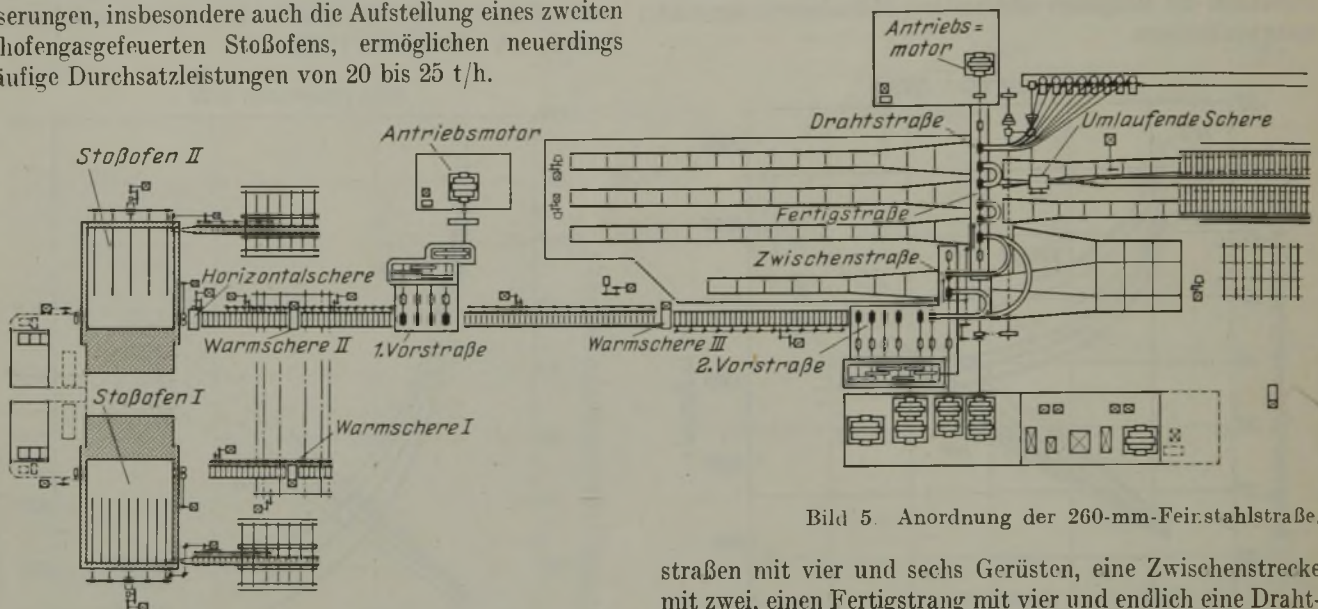 serungen, insbesondere auch die Aufstellung eines zweiten
hofengasgefeuerten Stoßofens, ermöglichen neuerdings
äufige Durchsatzleistungen von 20 bis 25 t/h.
Antriebs=
motor
Antriebsmotor
Drahtstraße
Umlaufende Schere
Stoßofen II
Fertigstraße
Zwischenstraße
Horizontalschere
Warmschere II
1. Vorstraße
Warmschere III
2. Vorstraße
Stoßofen I
Warmschere I
Bild 5. Anordnung der 260-mm-Feinstahlstraße.
straßen mit vier und sechs Gerüsten, eine Zwischenstrecke
mit zwei, einen Fertigstrang mit vier und endlich eine Draht-